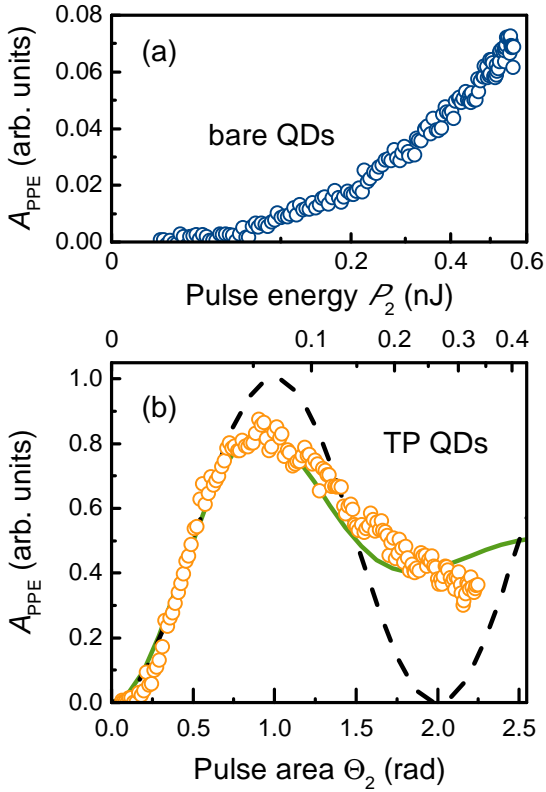 0.08
(a)
0.06
bare QDs
0.04
0.02
0.00
A_PPE (arb. units)
0 0.2 0.4 0.6
Pulse energy P_2 (nJ)
0 0.1 0.2 0.3 0.4
1.0
(b)
TP QDs
0.8
0.6
0.4
0.2
0.0
A_PPE (arb. units)
0.0 0.5 1.0 1.5 2.0 2.5
Pulse area Θ_2 (rad)